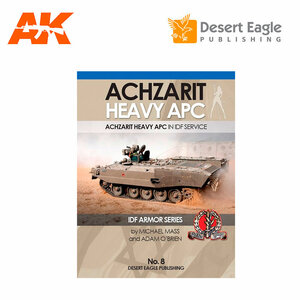 AK
Desert Eagle
PUBLISHING
ACHZARIT
HEAVY APC
ACHZARIT HEAVY APC IN IDF SERVICE
IDF ARMOR SERIES
by MICHAEL MASS
and ADAM O'BRIEN
No. 8
DESERT EAGLE PUBLISHING